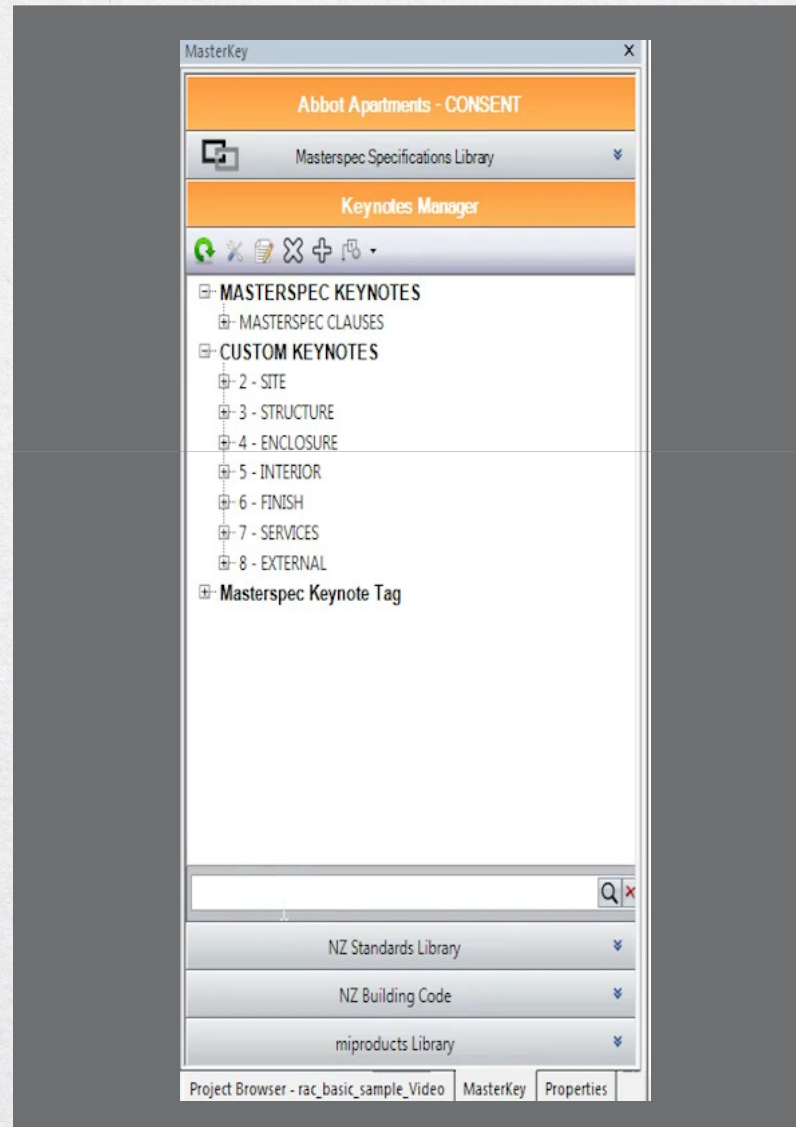 MasterKey X
Abbot Apartments - CONSENT
Masterspec Specifications Library
Keynotes Manager
MASTERSPEC KEYNOTES
MASTERSPEC CLAUSES
CUSTOM KEYNOTES
2 - SITE
3 - STRUCTURE
4 - ENCLOSURE
5 - INTERIOR
6 - FINISH
7 - SERVICES
8 - EXTERNAL
Masterspec Keynote Tag
NZ Standards Library
NZ Building Code
miproducts Library
Project Browser - rac_basic_sample_Video MasterKey Properties